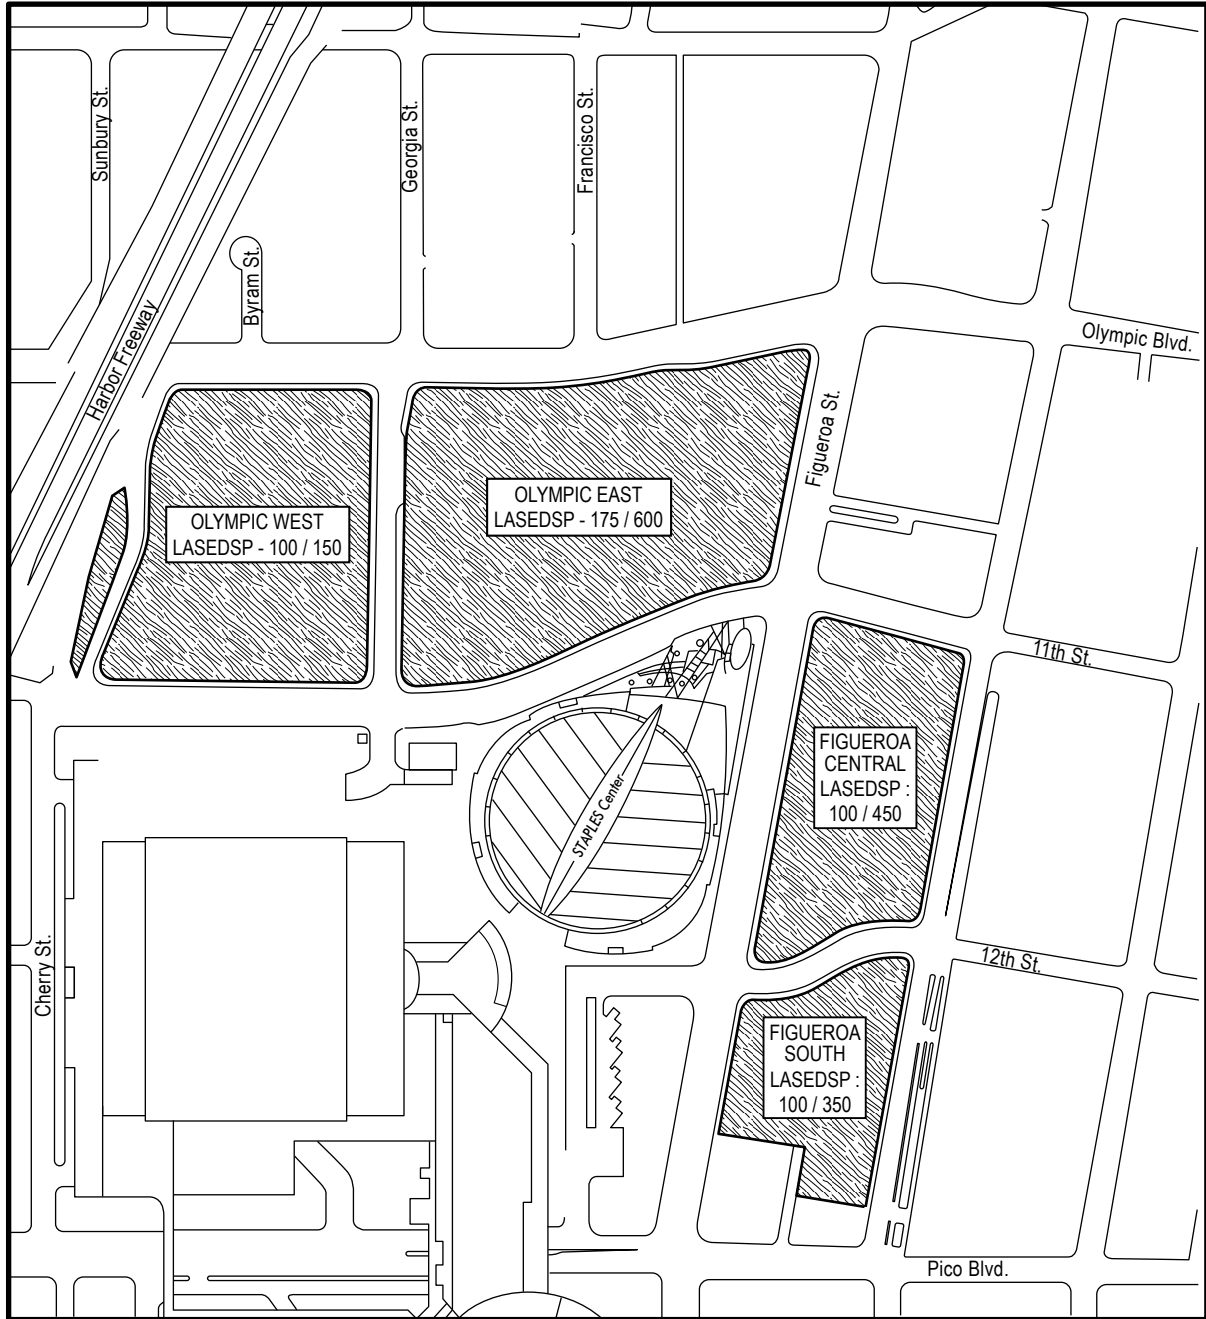 Sunbury St.
Georgia St.
Francisco St.
Byram St.
Harbor Freeway
Olympic Blvd.
Figueroa St.
OLYMPIC WEST
LASEDSP - 100 / 150
OLYMPIC EAST
LASEDSP - 175 / 600
11th St.
FIGUEROA
CENTRAL
LASEDSP :
100 / 450
STAPLES Center
Cherry St.
12th St.
FIGUEROA
SOUTH
LASEDSP :
100 / 350
Pico Blvd.